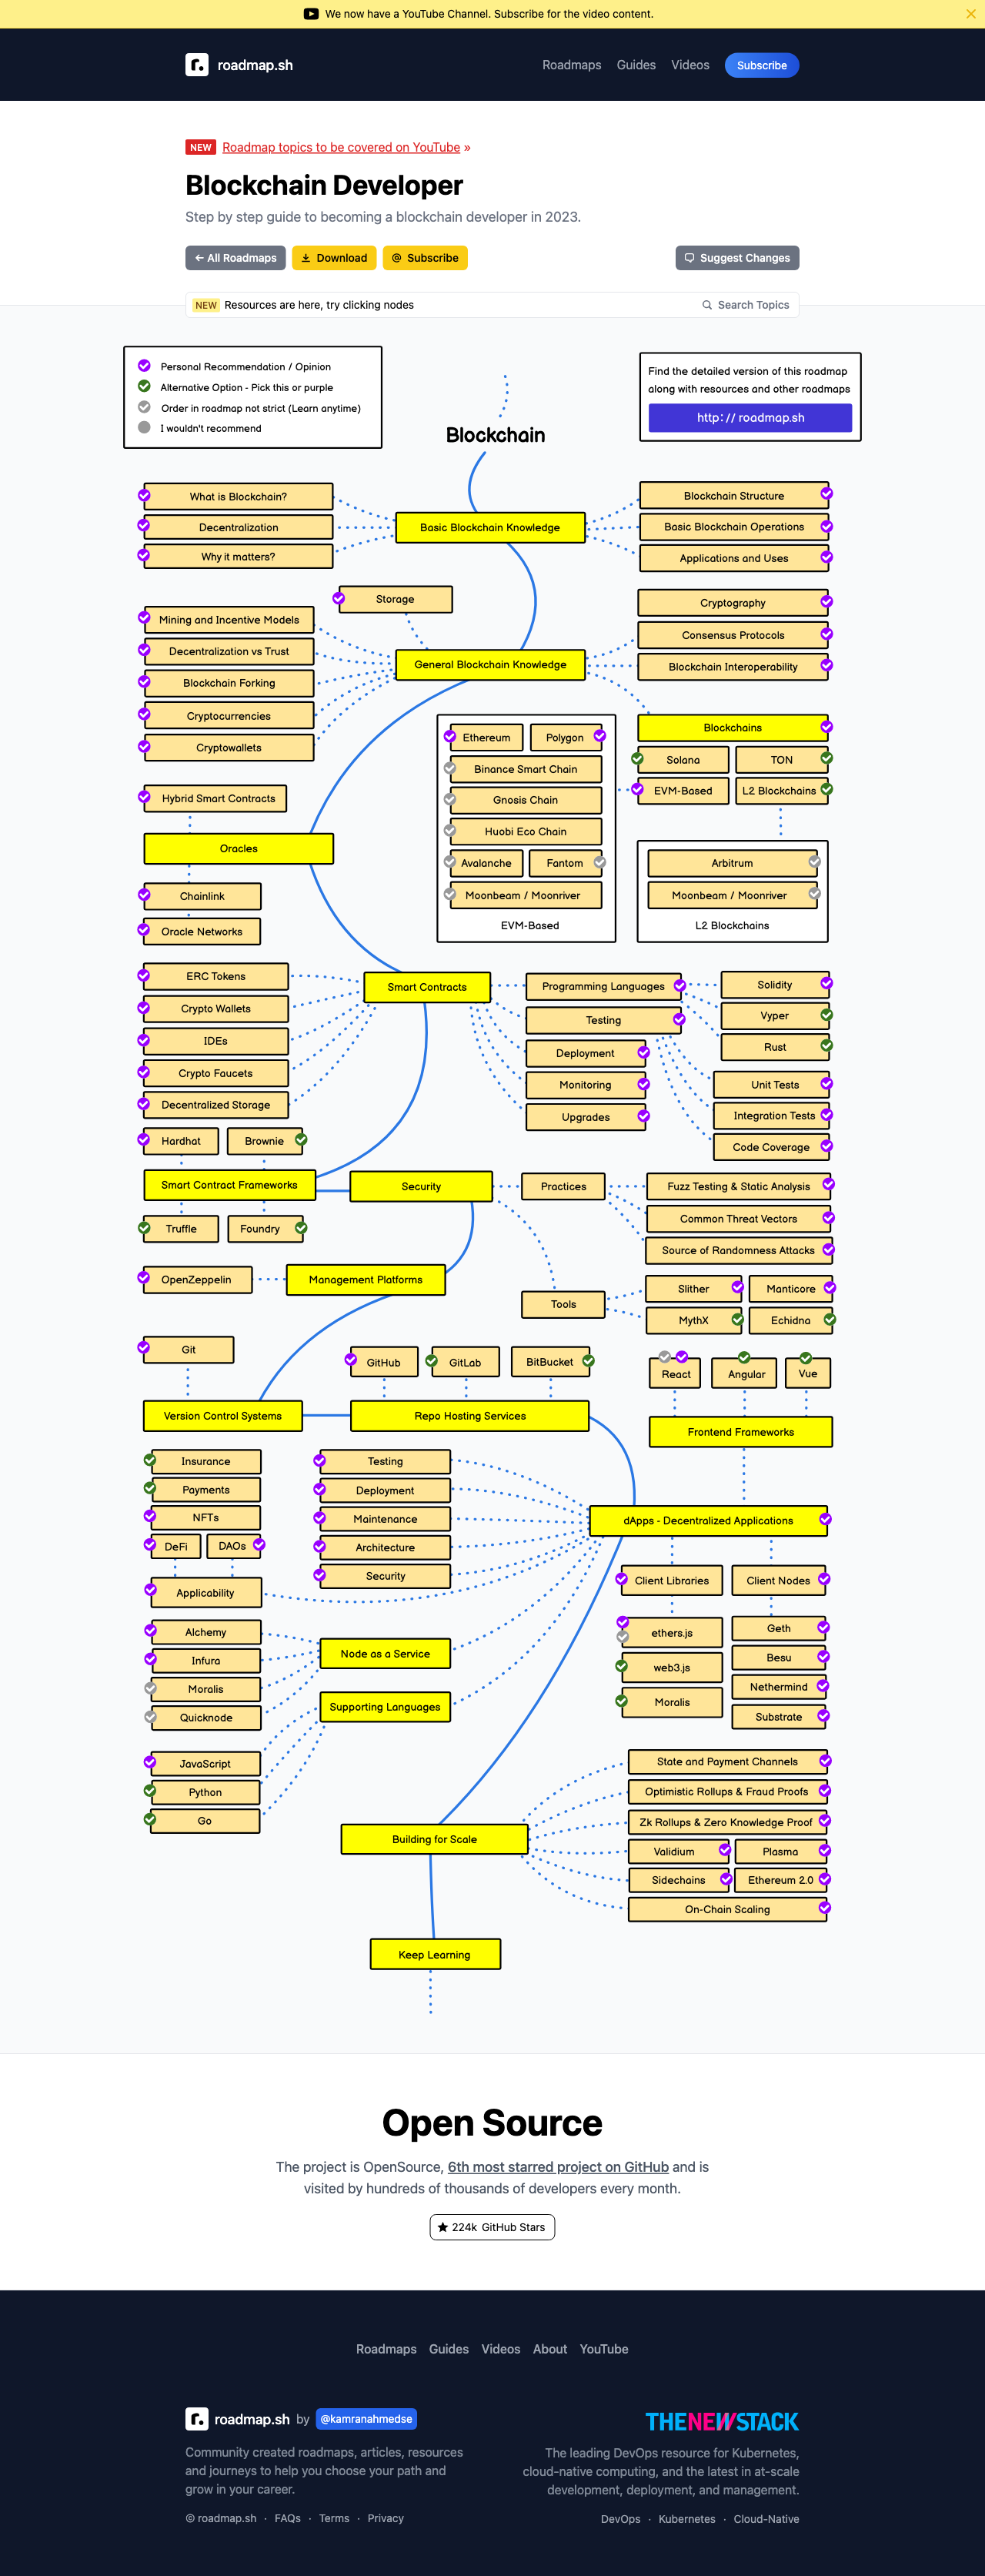 We now have a YouTube Channel. Subscribe for the video content.
roadmap.sh
Roadmaps Guides Videos Subscribe
NEW Roadmap topics to be covered on YouTube »
Blockchain Developer
Step by step guide to becoming a blockchain developer in 2023.
← All Roadmaps
Download
Subscribe
Suggest Changes
NEW Resources are here, try clicking nodes
Search Topics
Personal Recommendation / Opinion
Alternative Option - Pick this or purple
Order in roadmap not strict (Learn anytime)
I wouldn't recommend
Find the detailed version of this roadmap
along with resources and other roadmaps
http://roadmap.sh
Blockchain
What is Blockchain?
Decentralization
Why it matters?
Basic Blockchain Knowledge
Blockchain Structure
Basic Blockchain Operations
Applications and Uses
Storage
Mining and Incentive Models
Decentralization vs Trust
Blockchain Forking
Cryptocurrencies
Cryptowallets
General Blockchain Knowledge
Cryptography
Consensus Protocols
Blockchain Interoperability
Blockchains
Solana
TON
EVM-Based
L2 Blockchains
Ethereum
Polygon
Binance Smart Chain
Gnosis Chain
Huobi Eco Chain
Avalanche
Fantom
Moonbeam / Moonriver
EVM-Based
Arbitrum
Moonbeam / Moonriver
L2 Blockchains
Hybrid Smart Contracts
Oracles
Chainlink
Oracle Networks
ERC Tokens
Crypto Wallets
IDEs
Crypto Faucets
Decentralized Storage
Smart Contracts
Programming Languages
Testing
Deployment
Monitoring
Upgrades
Solidity
Vyper
Rust
Unit Tests
Integration Tests
Code Coverage
Hardhat
Brownie
Smart Contract Frameworks
Truffle
Foundry
Security
Practices
Fuzz Testing & Static Analysis
Common Threat Vectors
Source of Randomness Attacks
Tools
Slither
Manticore
MythX
Echidna
OpenZeppelin
Management Platforms
Git
Version Control Systems
GitHub
GitLab
BitBucket
Repo Hosting Services
React
Angular
Vue
Frontend Frameworks
Insurance
Payments
NFTs
DeFi
DAOs
Applicability
Testing
Deployment
Maintenance
Architecture
Security
dApps - Decentralized Applications
Client Libraries
Client Nodes
ethers.js
web3.js
Moralis
Geth
Besu
Nethermind
Substrate
Alchemy
Infura
Moralis
Quicknode
Node as a Service
Supporting Languages
JavaScript
Python
Go
Building for Scale
State and Payment Channels
Optimistic Rollups & Fraud Proofs
Zk Rollups & Zero Knowledge Proof
Validium
Plasma
Sidechains
Ethereum 2.0
On-Chain Scaling
Keep Learning
Open Source
The project is OpenSource, 6th most starred project on GitHub and is
visited by hundreds of thousands of developers every month.
★ 224k GitHub Stars
Roadmaps Guides Videos About YouTube
roadmap.sh by @kamranahmedse
Community created roadmaps, articles, resources
and journeys to help you choose your path and
grow in your career.
© roadmap.sh · FAQs · Terms · Privacy
THENEWSTACK
The leading DevOps resource for Kubernetes,
cloud-native computing, and the latest in at-scale
development, deployment, and management.
DevOps · Kubernetes · Cloud-Native